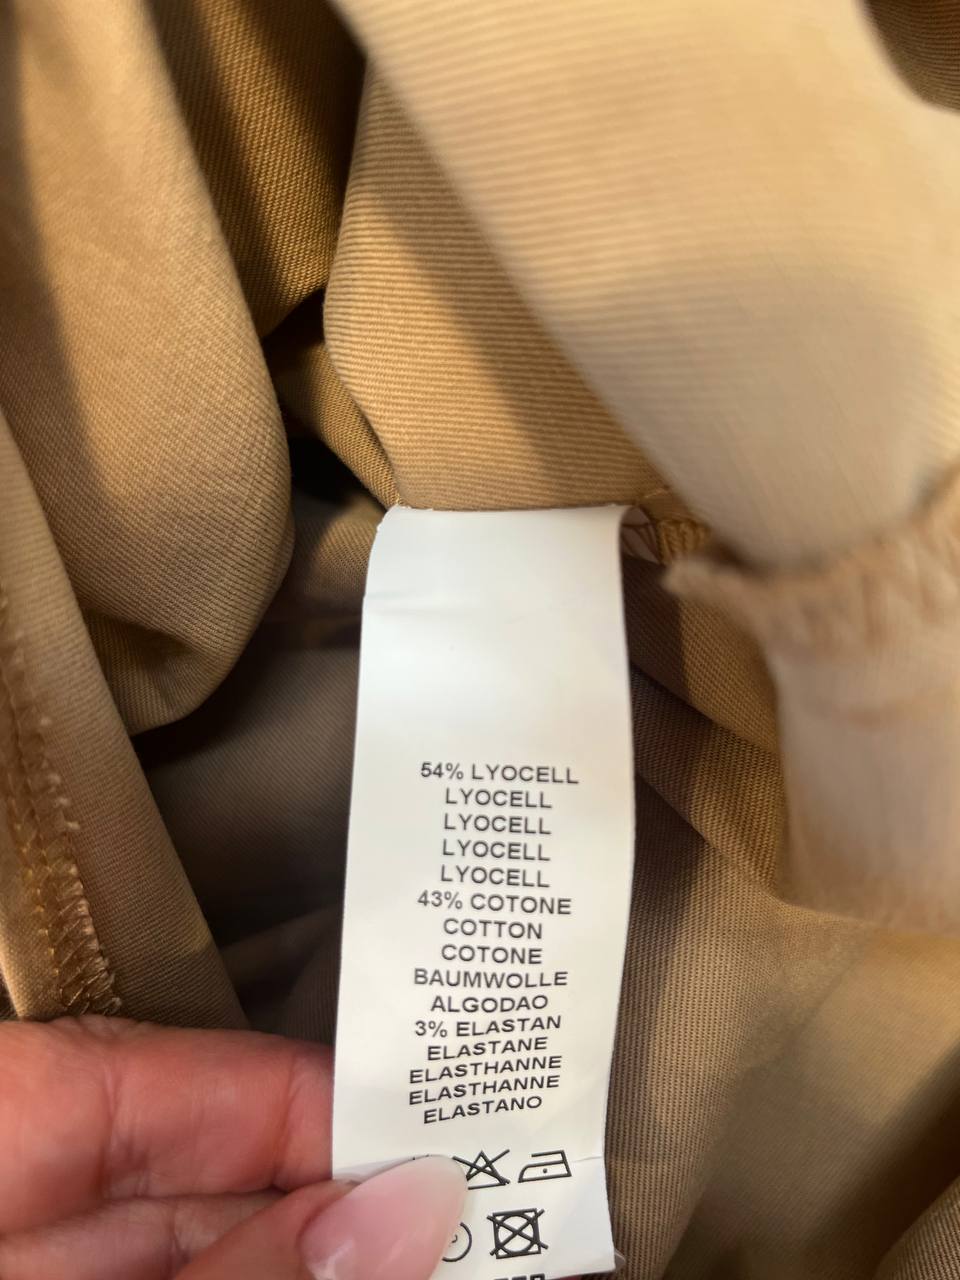 54% LYOCELL
LYOCELL
LYOCELL
LYOCELL
LYOCELL
43% COTONE
COTTON
COTONE
BAUMWOLLE
ALGODAO
3% ELASTAN
ELASTANE
ELASTHANNE
ELASTHANNE
ELASTANO